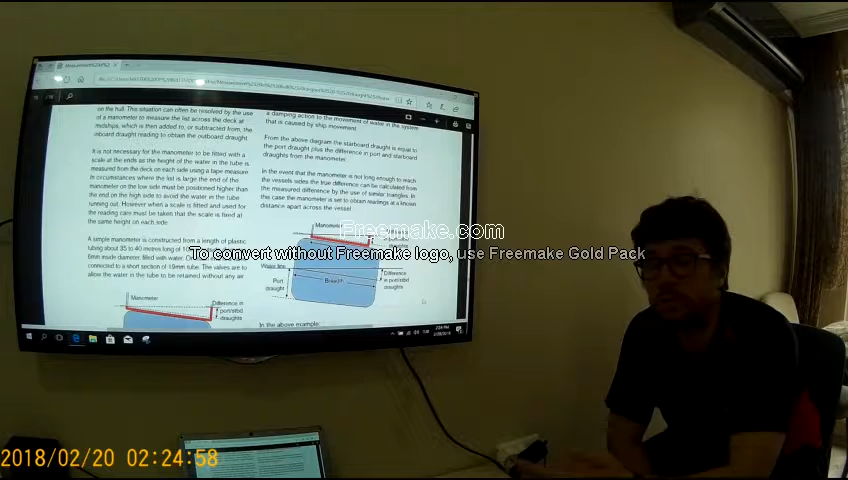 on the hull. This situation can often be resolved by the use
of a manometer to measure the list across the deck at
midships, which is then added to, or subtracted from, the
inboard draught reading to obtain the outboard draught
It is not necessary for the manometer to be fitted with a
scale at the ends as the height of the water in the tube is
measured from the deck on each side using a tape measure
In circumstances where the list is large the end of the
manometer on the low side must be positioned higher than
the end on the high side to avoid the water in the tube
running out. However when a scale is fitted and used for
the reading care must be taken that the scale is fixed at
the same height on each side
A simple manometer is constructed from a length of plastic
tubing about 35 to 40 metres long of
6mm inside diameter filled with water.
connected to a short section of 19mm tube. The valves are to
allow the water in the tube to be retained without any air
Manometer
Difference in
port/stbd
draughts
a damping action to the movement of water in the system
that is caused by ship movement.
From the above diagram the starboard draught is equal to
the port draught plus the difference in port and starboard
draughts from the manometer
In the event that the manometer is not long enough to reach
the vessels sides the true difference can be calculated from
the measured difference by the use of similar triangles. In
this case the manometer is set to obtain readings at a known
distance apart across the vessel
Manometer
Water line
Port
draught
Breadth
Difference
in port/stbd
draughts
In the above example:
Freemake.com
To convert without Freemake logo, use Freemake Gold Pack
2018/02/20 02:24:58